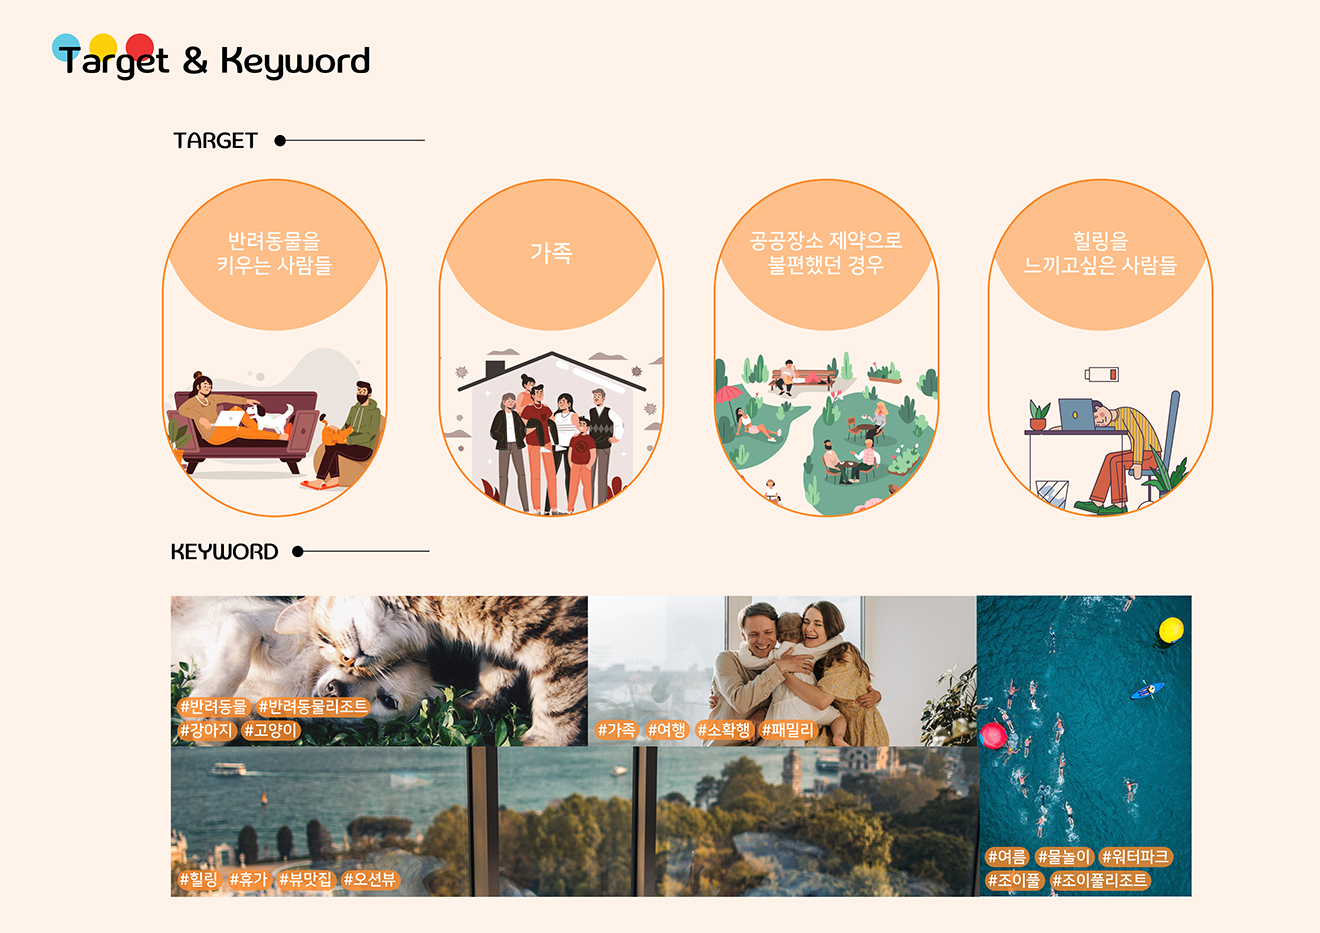 Target & Keyword
TARGET
반려동물을
키우는 사람들
가족
공공장소 제약으로
불편했던 경우
힐링을
느끼고싶은 사람들
KEYWORD
#반려동물 #반려동물리조트
#강아지 #고양이
#가족 #여행 #소확행 #패밀리
#힐링 #휴가 #뷰맛집 #오션뷰
#여름 #물놀이 #워터파크
#조이풀 #조이풀리조트